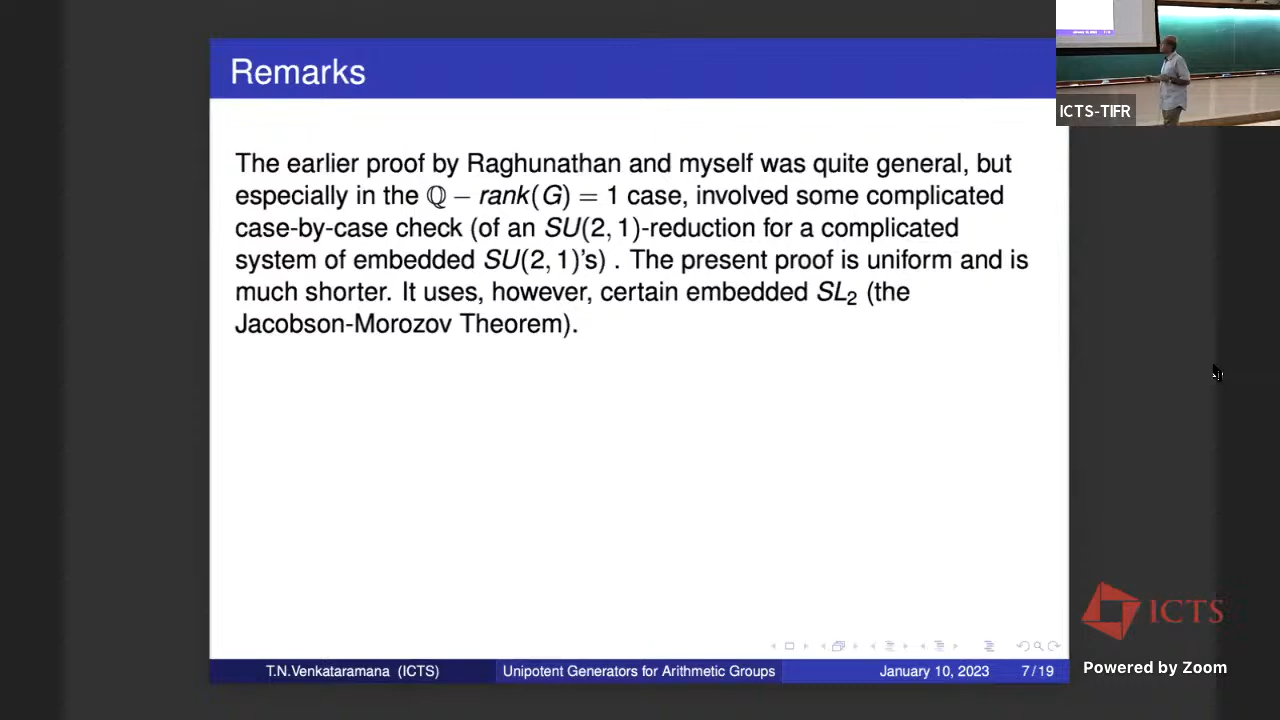 Remarks
The earlier proof by Raghunathan and myself was quite general, but
especially in the ℚ − rank(G) = 1 case, involved some complicated
case-by-case check (of an SU(2, 1)-reduction for a complicated
system of embedded SU(2, 1)'s) . The present proof is uniform and is
much shorter. It uses, however, certain embedded SL₂ (the
Jacobson-Morozov Theorem).
T.N.Venkataramana (ICTS) Unipotent Generators for Arithmetic Groups January 10, 2023 7 / 19
ICTS-TIFR
ICTS
Powered by Zoom